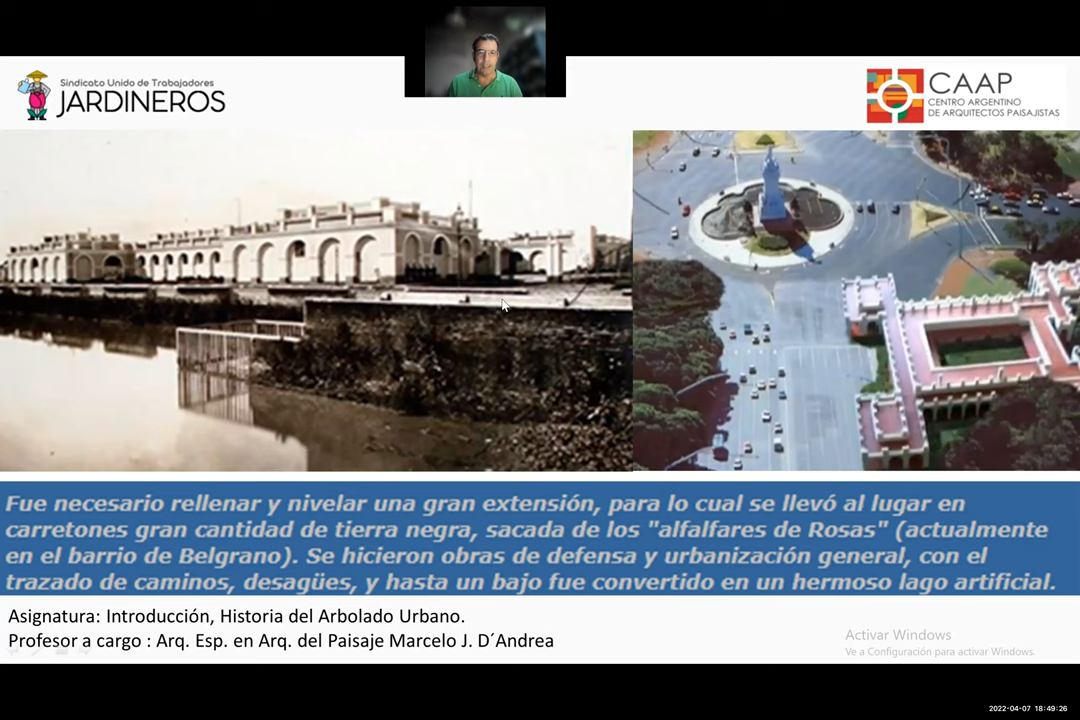 Sindicato Unido de Trabajadores
JARDINEROS
CAAP
CENTRO ARGENTINO
DE ARQUITECTOS PAISAJISTAS
Fue necesario rellenar y nivelar una gran extensión, para lo cual se llevó al lugar en
carretones gran cantidad de tierra negra, sacada de los "alfalfares de Rosas" (actualmente
en el barrio de Belgrano). Se hicieron obras de defensa y urbanización general, con el
trazado de caminos, desagües, y hasta un bajo fue convertido en un hermoso lago artificial.
Asignatura: Introducción, Historia del Arbolado Urbano.
Profesor a cargo : Arq. Esp. en Arq. del Paisaje Marcelo J. D´Andrea
Activar Windows
Ve a Configuración para activar Windows.
2022-04-07 18:49:26